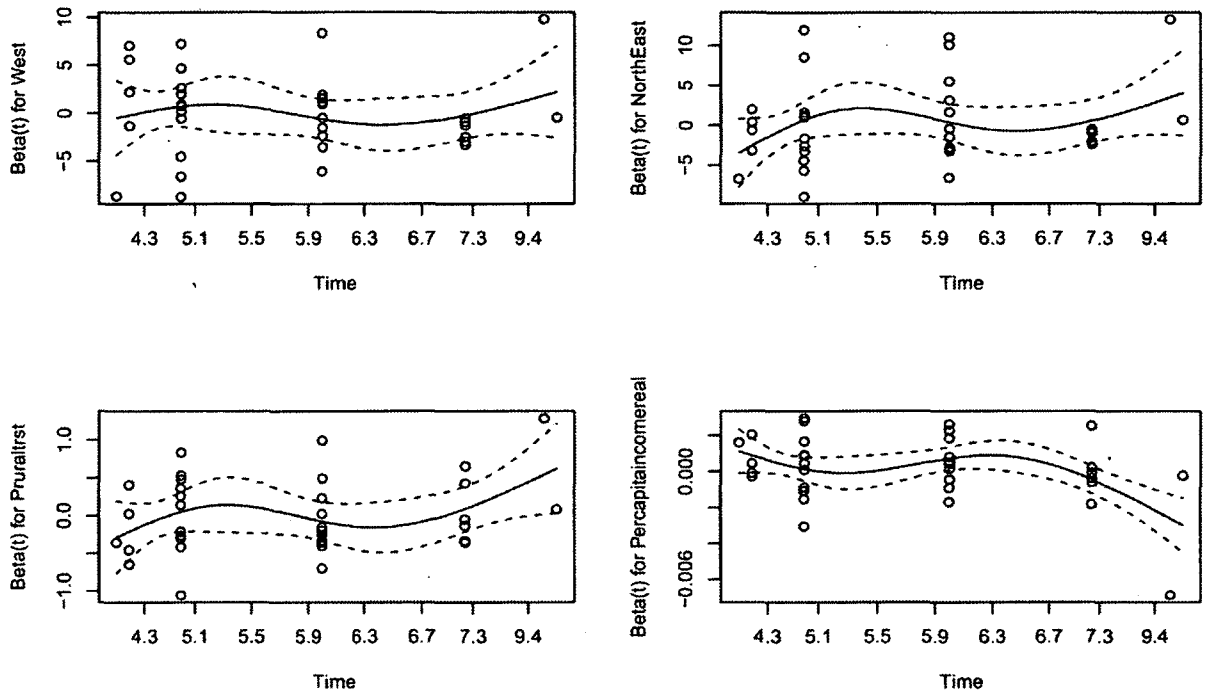 Beta(t) for West
10
5
0
−5
4.3 5.1 5.5 5.9 6.3 6.7 7.3 9.4
Time
Beta(t) for NorthEast
10
5
0
−5
4.3 5.1 5.5 5.9 6.3 6.7 7.3 9.4
Time
Beta(t) for Pruraltrst
1.0
0.0
−1.0
4.3 5.1 5.5 5.9 6.3 6.7 7.3 9.4
Time
Beta(t) for Percapitaincomereal
0.000
−0.006
4.3 5.1 5.5 5.9 6.3 6.7 7.3 9.4
Time